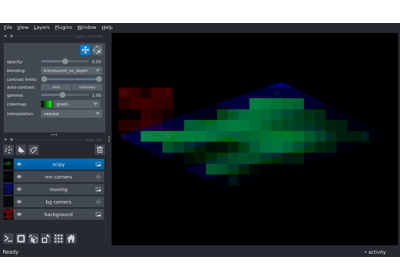 File View Layers Plugins Window Help
opacity: 0.50
blending: translucent_no_depth
contrast limits:
auto-contrast: once continuous
gamma: 1.00
colormap: green
interpolation: nearest
scipy
mv corners
moving
bg corners
background
Ready
activity